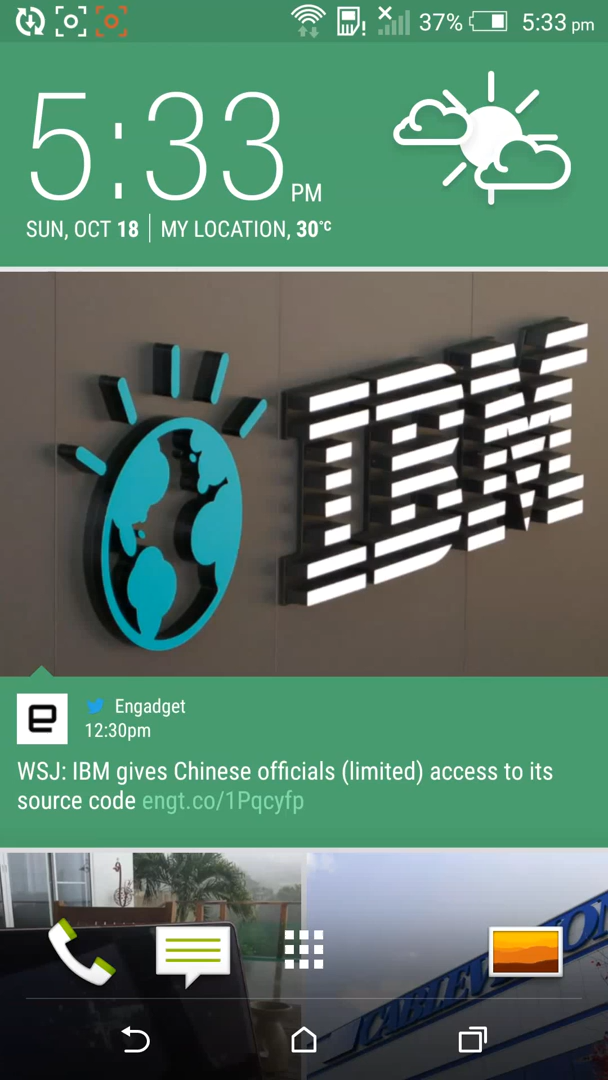 37%
5:33 pm
5:33 PM
SUN, OCT 18 | MY LOCATION, 30°C
IBM
e
Engadget
12:30pm
WSJ: IBM gives Chinese officials (limited) access to its
source code engt.co/1Pqcyfp